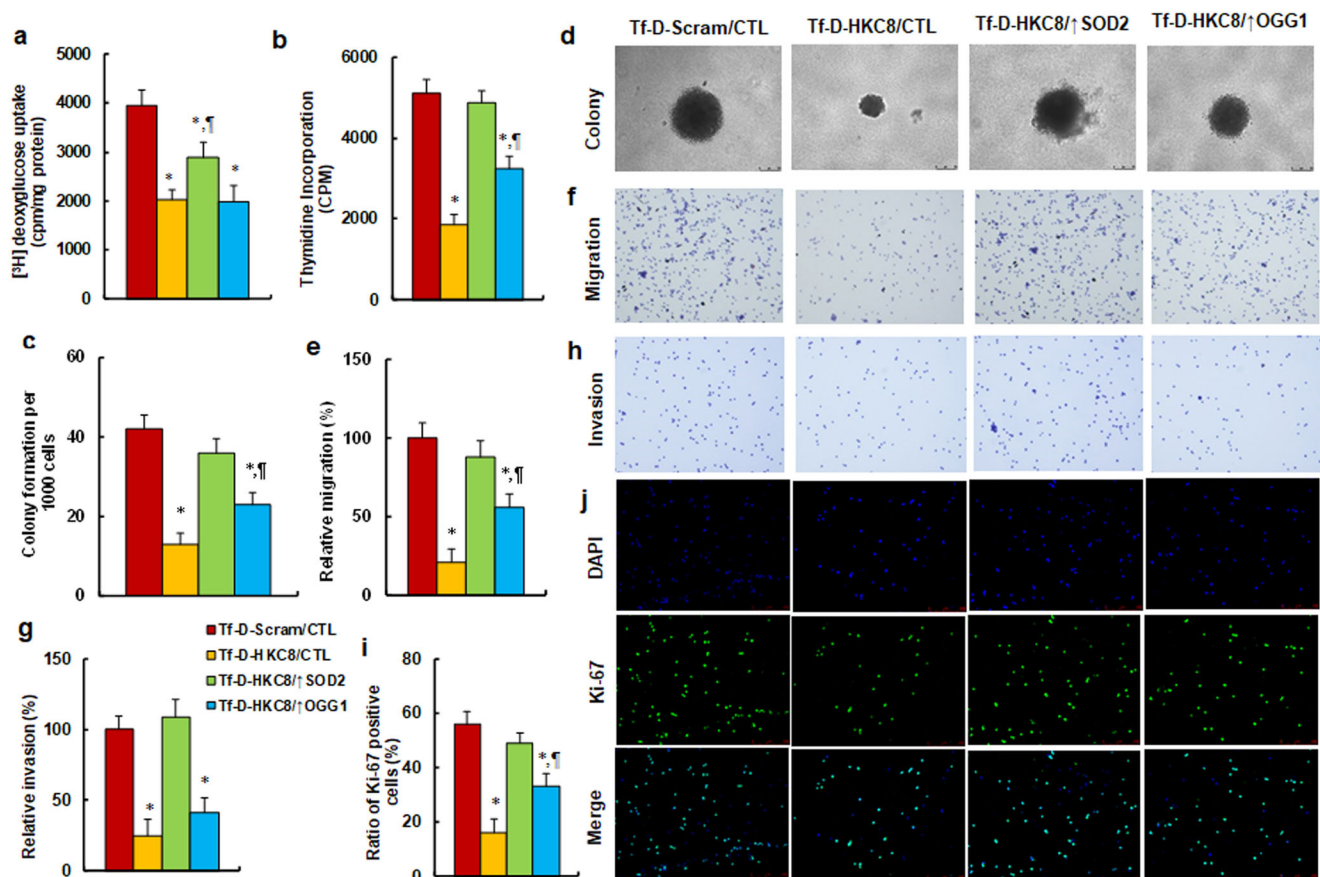 a
[³H] deoxyglucose uptake
(cpm/mg protein)
5000
4000
3000
2000
1000
0
*
*,¶
*
b
Thymidine Incorporation
(CPM)
6000
4000
2000
0
*
*,¶
c
Colony formation per
1000 cells
60
40
20
0
*
*,¶
e
Relative migration (%)
150
100
50
0
*
*,¶
g
Relative invasion (%)
150
100
50
0
*
*
Tf-D-Scram/CTL
Tf-D-HKC8/CTL
Tf-D-HKC8/↑SOD2
Tf-D-HKC8/↑OGG1
i
Ratio of Ki-67 positive
cells (%)
80
60
40
20
0
*
*,¶
Tf-D-Scram/CTL
Tf-D-HKC8/CTL
Tf-D-HKC8/↑SOD2
Tf-D-HKC8/↑OGG1
d
Colony
f
Migration
h
Invasion
j
DAPI
Ki-67
Merge